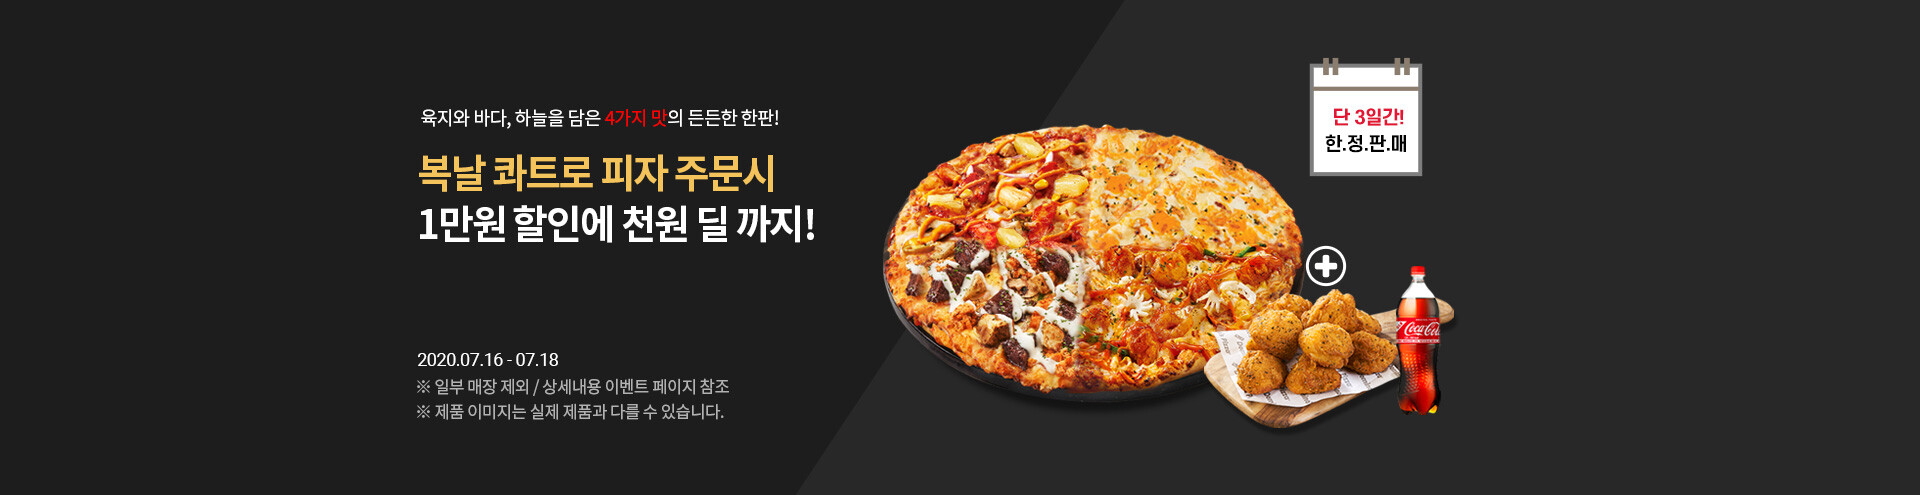 육지와 바다, 하늘을 담은 4가지 맛의 든든한 한판!
복날 콰트로 피자 주문시
1만원 할인에 천원 딜 까지!
2020.07.16 - 07.18
※ 일부 매장 제외 / 상세내용 이벤트 페이지 참조
※ 제품 이미지는 실제 제품과 다를 수 있습니다.
단 3일간!
한.정.판.매
Coca-Cola